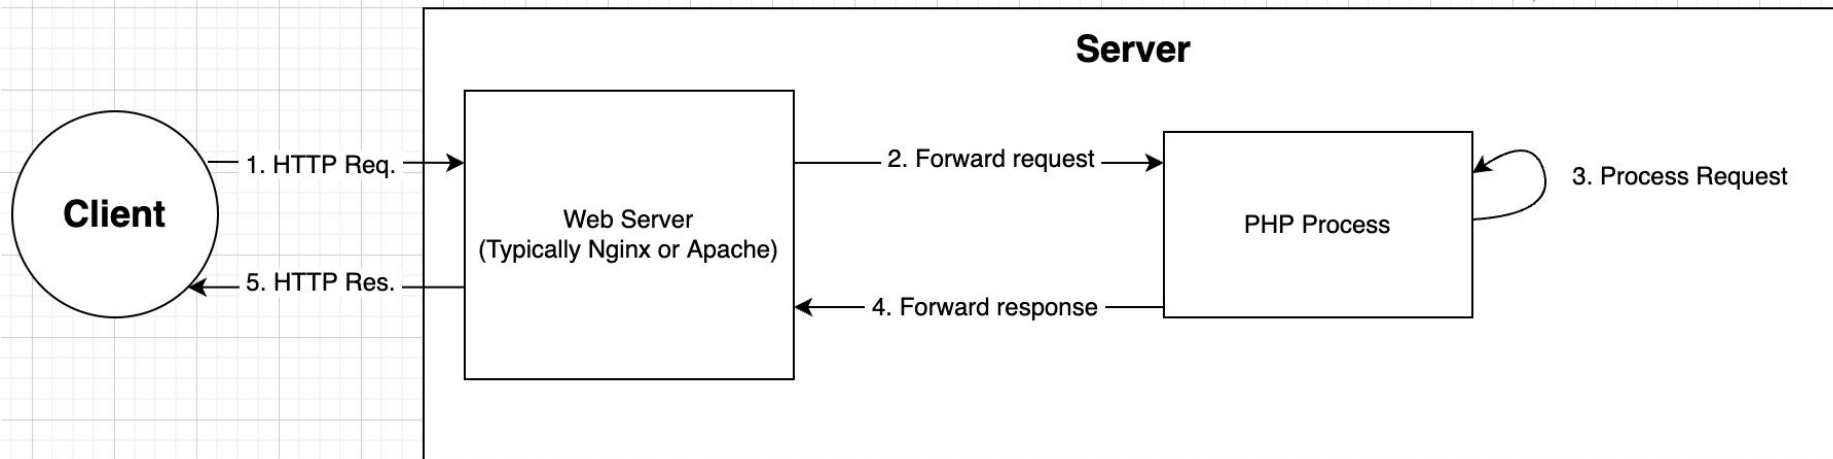 Server
Client
1. HTTP Req.
2. Forward request
3. Process Request
Web Server
(Typically Nginx or Apache)
PHP Process
5. HTTP Res.
4. Forward response